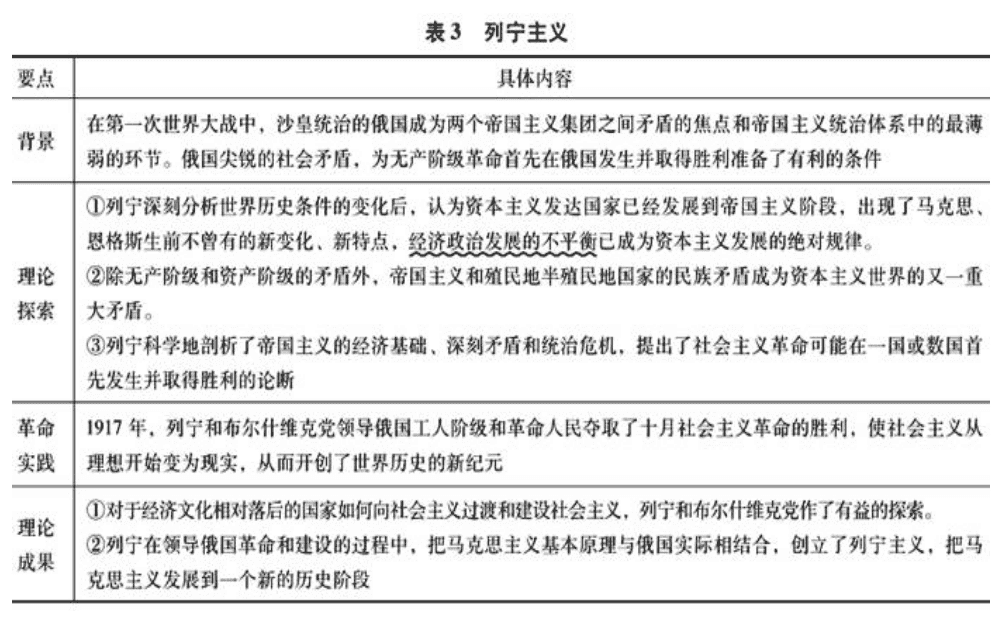 表 3 列宁主义
要点 具体内容
背景
在第一次世界大战中，沙皇统治的俄国成为两个帝国主义集团之间矛盾的焦点和帝国主义统治体系中的最薄
弱的环节。俄国尖锐的社会矛盾，为无产阶级革命首先在俄国发生并取得胜利准备了有利的条件
理论
探索
①列宁深刻分析世界历史条件的变化后，认为资本主义发达国家已经发展到帝国主义阶段，出现了马克思、
恩格斯生前不曾有的新变化、新特点，经济政治发展的不平衡已成为资本主义发展的绝对规律。
②除无产阶级和资产阶级的矛盾外，帝国主义和殖民地半殖民地国家的民族矛盾成为资本主义世界的又一重
大矛盾。
③列宁科学地剖析了帝国主义的经济基础、深刻矛盾和统治危机，提出了社会主义革命可能在一国或数国首
先发生并取得胜利的论断
革命
实践
1917 年，列宁和布尔什维克党领导俄国工人阶级和革命人民夺取了十月社会主义革命的胜利，使社会主义从
理想开始变为现实，从而开创了世界历史的新纪元
理论
成果
①对于经济文化相对落后的国家如何向社会主义过渡和建设社会主义，列宁和布尔什维克党作了有益的探索。
②列宁在领导俄国革命和建设的过程中，把马克思主义基本原理与俄国实际相结合，创立了列宁主义，把马
克思主义发展到一个新的历史阶段